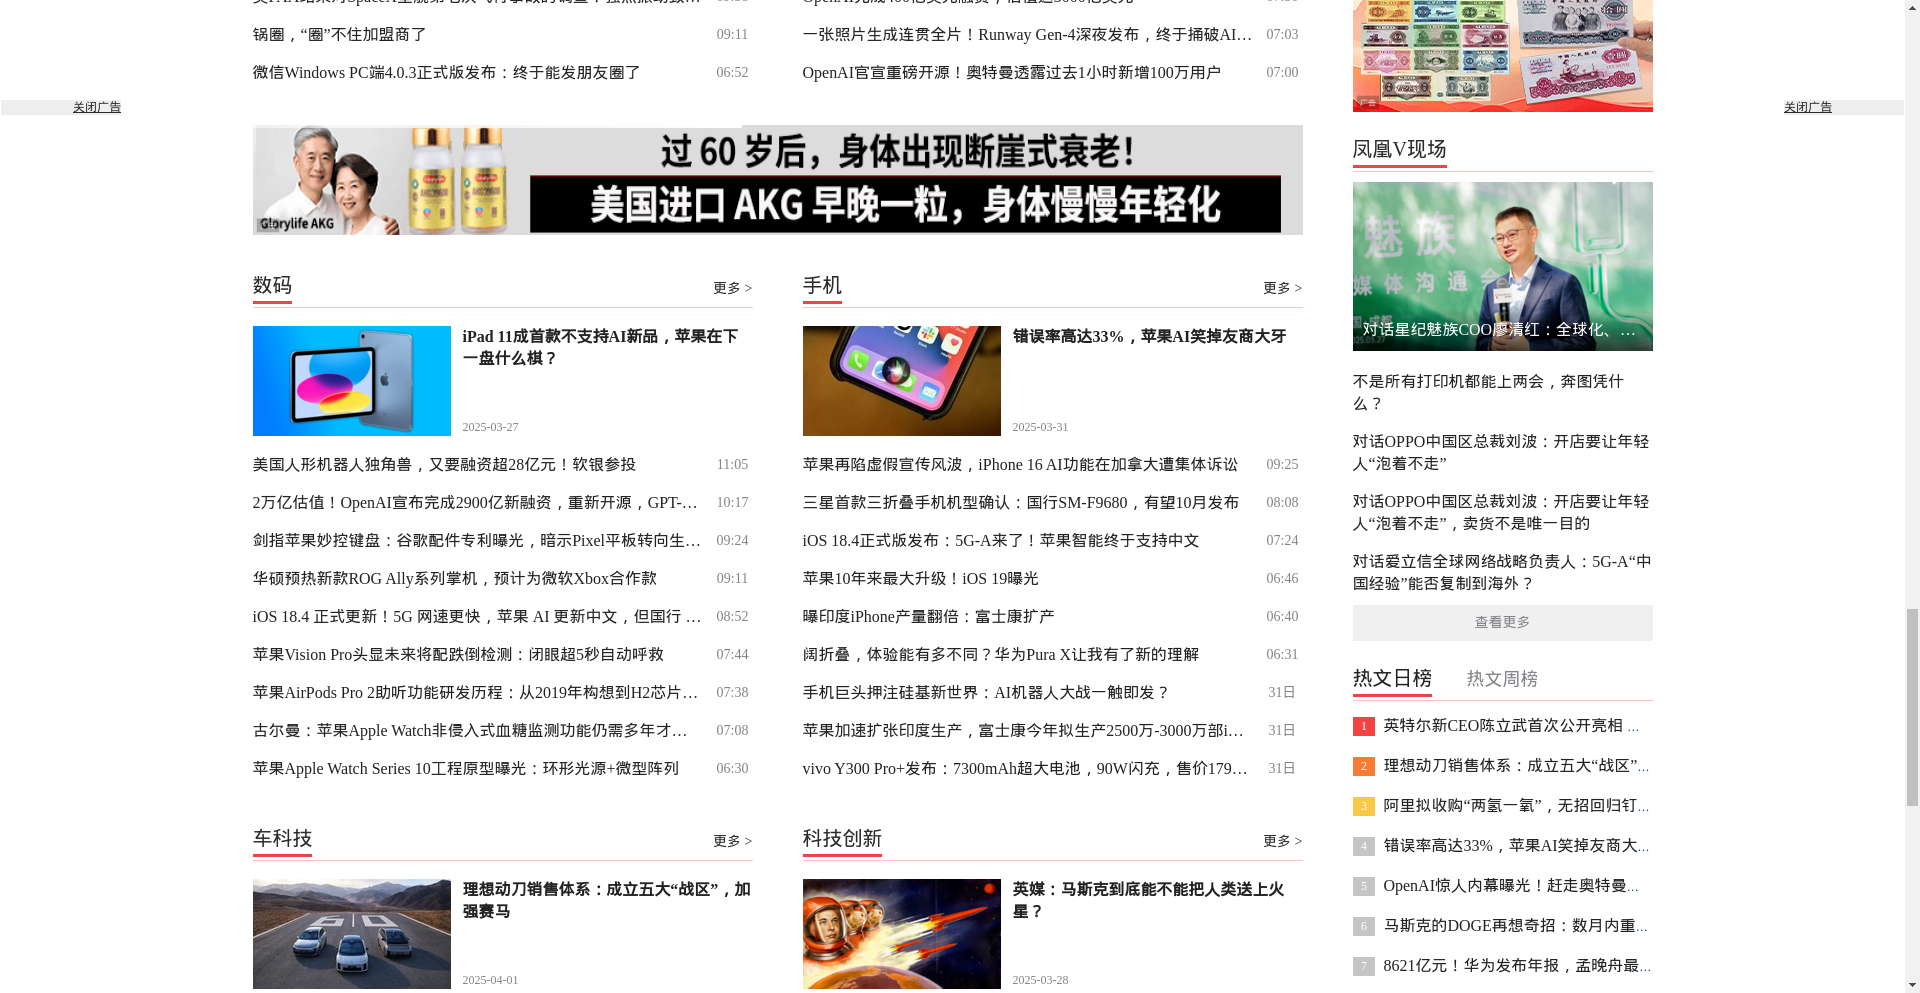 锅圈，“圈”不住加盟商了 09:11
微信Windows PC端4.0.3正式版发布：终于能发朋友圈了 06:52
一张照片生成连贯全片！Runway Gen-4深夜发布，终于捅破AI… 07:03
OpenAI官宣重磅开源！奥特曼透露过去1小时新增100万用户 07:00
关闭广告
关闭广告
广告
过 60 岁后，身体出现断崖式衰老！
美国进口 AKG 早晚一粒，身体慢慢年轻化
Glorylife AKG
数码
更多 >
iPad 11成首款不支持AI新品，苹果在下
一盘什么棋？
2025-03-27
美国人形机器人独角兽，又要融资超28亿元！软银参投 11:05
2万亿估值！OpenAI宣布完成2900亿新融资，重新开源，GPT-… 10:17
剑指苹果妙控键盘：谷歌配件专利曝光，暗示Pixel平板转向生… 09:24
华硕预热新款ROG Ally系列掌机，预计为微软Xbox合作款 09:11
iOS 18.4 正式更新！5G 网速更快，苹果 AI 更新中文，但国行 … 08:52
苹果Vision Pro头显未来将配跌倒检测：闭眼超5秒自动呼救 07:44
苹果AirPods Pro 2助听功能研发历程：从2019年构想到H2芯片… 07:38
古尔曼：苹果Apple Watch非侵入式血糖监测功能仍需多年才… 07:08
苹果Apple Watch Series 10工程原型曝光：环形光源+微型阵列 06:30
手机
更多 >
错误率高达33%，苹果AI笑掉友商大牙
2025-03-31
苹果再陷虚假宣传风波，iPhone 16 AI功能在加拿大遭集体诉讼 09:25
三星首款三折叠手机机型确认：国行SM-F9680，有望10月发布 08:08
iOS 18.4正式版发布：5G-A来了！苹果智能终于支持中文 07:24
苹果10年来最大升级！iOS 19曝光 06:46
曝印度iPhone产量翻倍：富士康扩产 06:40
阔折叠，体验能有多不同？华为Pura X让我有了新的理解 06:31
手机巨头押注硅基新世界：AI机器人大战一触即发？ 31日
苹果加速扩张印度生产，富士康今年拟生产2500万-3000万部i… 31日
vivo Y300 Pro+发布：7300mAh超大电池，90W闪充，售价179… 31日
车科技
更多 >
理想动刀销售体系：成立五大“战区”，加
强赛马
2025-04-01
科技创新
更多 >
英媒：马斯克到底能不能把人类送上火
星？
2025-03-28
凤凰V现场
魅族
媒体沟通会
对话星纪魅族COO廖清红：全球化、…
不是所有打印机都能上两会，奔图凭什
么？
对话OPPO中国区总裁刘波：开店要让年轻
人“泡着不走”
对话OPPO中国区总裁刘波：开店要让年轻
人“泡着不走”，卖货不是唯一目的
对话爱立信全球网络战略负责人：5G-A“中
国经验”能否复制到海外？
查看更多
热文日榜 热文周榜
1 英特尔新CEO陈立武首次公开亮相 …
2 理想动刀销售体系：成立五大“战区”…
3 阿里拟收购“两氢一氧”，无招回归钉…
4 错误率高达33%，苹果AI笑掉友商大…
5 OpenAI惊人内幕曝光！赶走奥特曼…
6 马斯克的DOGE再想奇招：数月内重…
7 8621亿元！华为发布年报，孟晚舟最…